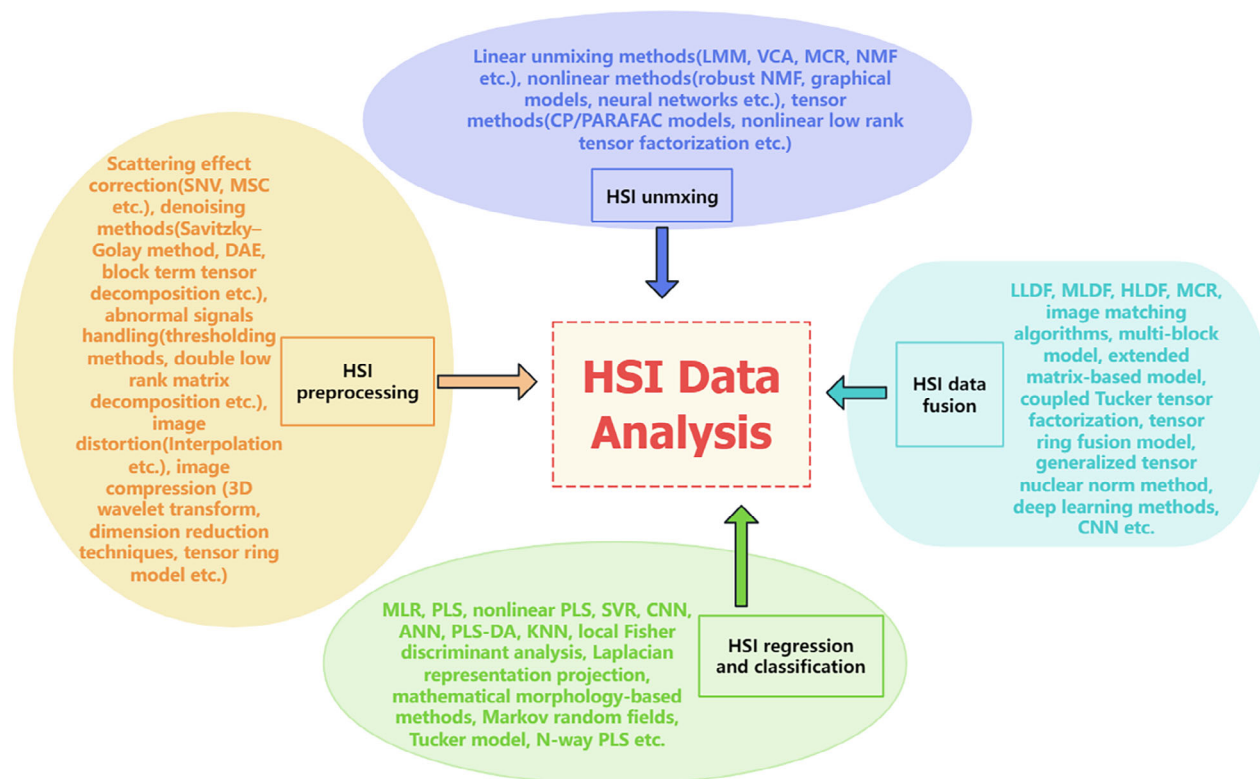 Linear unmixing methods(LMM, VCA, MCR, NMF
etc.), nonlinear methods(robust NMF, graphical
models, neural networks etc.), tensor
methods(CP/PARAFAC models, nonlinear low rank
tensor factorization etc.)
HSI unmxing
Scattering effect
correction(SNV, MSC
etc.), denoising
methods(Savitzky–
Golay method, DAE,
block term tensor
decomposition etc.),
abnormal signals
handling(thresholding
methods, double low
rank matrix
decomposition etc.),
image
distortion(Interpolation
etc.), image
compression (3D
wavelet transform,
dimension reduction
techniques, tensor ring
model etc.)
HSI
preprocessing
HSI Data
Analysis
HSI data
fusion
LLDF, MLDF, HLDF, MCR,
image matching
algorithms, multi-block
model, extended
matrix-based model,
coupled Tucker tensor
factorization, tensor
ring fusion model,
generalized tensor
nuclear norm method,
deep learning methods,
CNN etc.
MLR, PLS, nonlinear PLS, SVR, CNN,
ANN, PLS-DA, KNN, local Fisher
discriminant analysis, Laplacian
representation projection,
mathematical morphology-based
methods, Markov random fields,
Tucker model, N-way PLS etc.
HSI regression
and classification